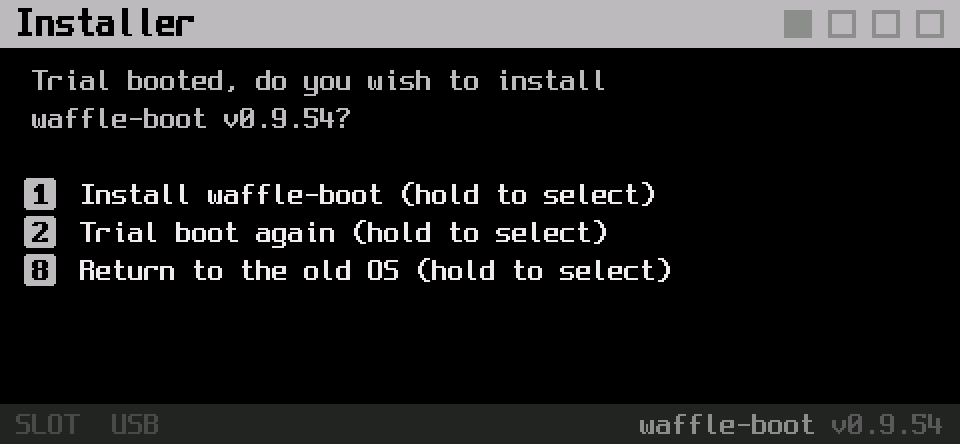 Installer
Trial booted, do you wish to install
waffle-boot v0.9.54?
1 Install waffle-boot (hold to select)
2 Trial boot again (hold to select)
8 Return to the old OS (hold to select)
SLOT USB waffle-boot v0.9.54